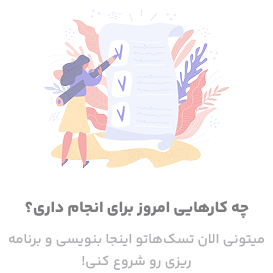 چه کارهایی امروز برای انجام داری؟
میتونی الان تسک‌هاتو اینجا بنویسی و برنامه
ریزی رو شروع کنی!